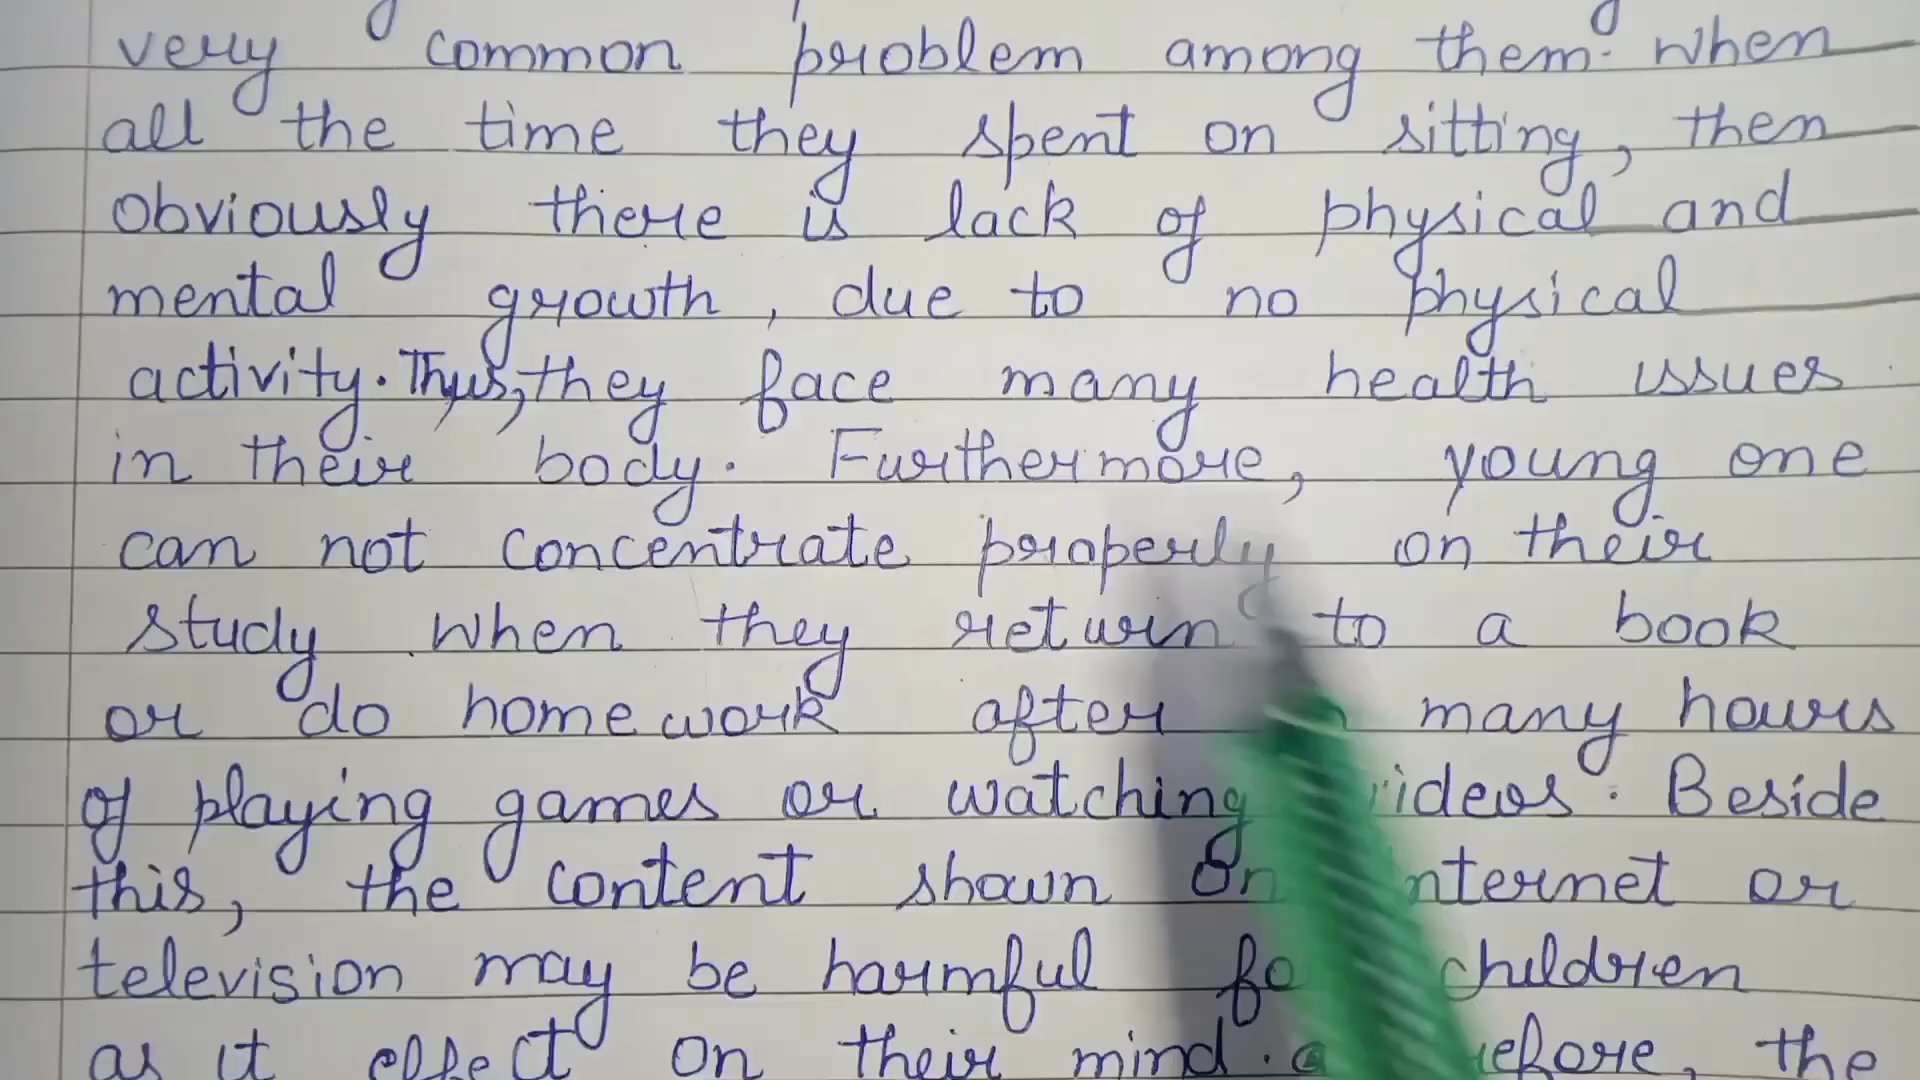 very common problem among them. when
all the time they spent on sitting, then
obviously there is lack of physical and
mental growth, due to no physical
activity. Thus, they face many health issues
in their body. Furthermore, young one
can not concentrate properly on their
study when they return to a book
or do homework after many hours
of playing games or watching videos. Beside
this, the content shown on internet or
television may be harmful for children
as it effect on their mind. the